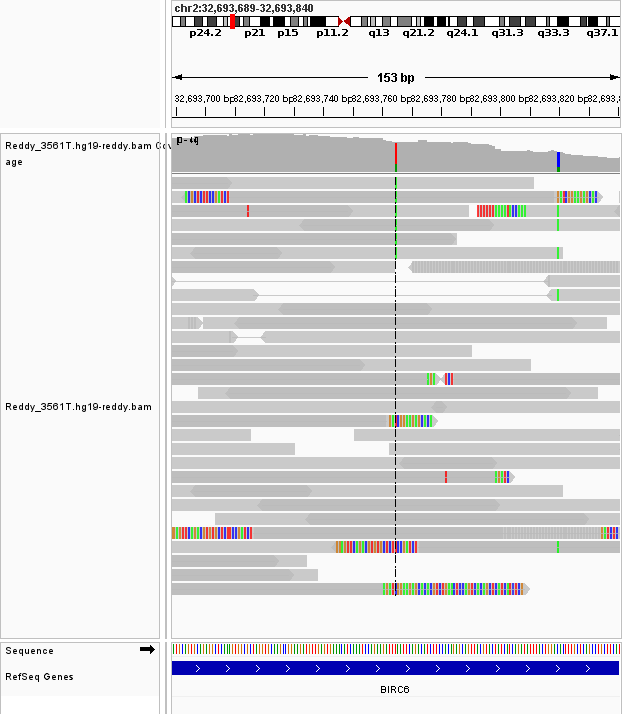 chr2:32,693,689-32,693,840
p24.2 p21 p15 p11.2 q13 q21.2 q24.1 q31.3 q33.3 q37.1
153 bp
32,693,700 bp 32,693,720 bp 32,693,740 bp 32,693,760 bp 32,693,780 bp 32,693,800 bp 32,693,820 bp
Reddy_3561T.hg19-reddy.bam Cov
age
Reddy_3561T.hg19-reddy.bam
Sequence
RefSeq Genes
BIRC6